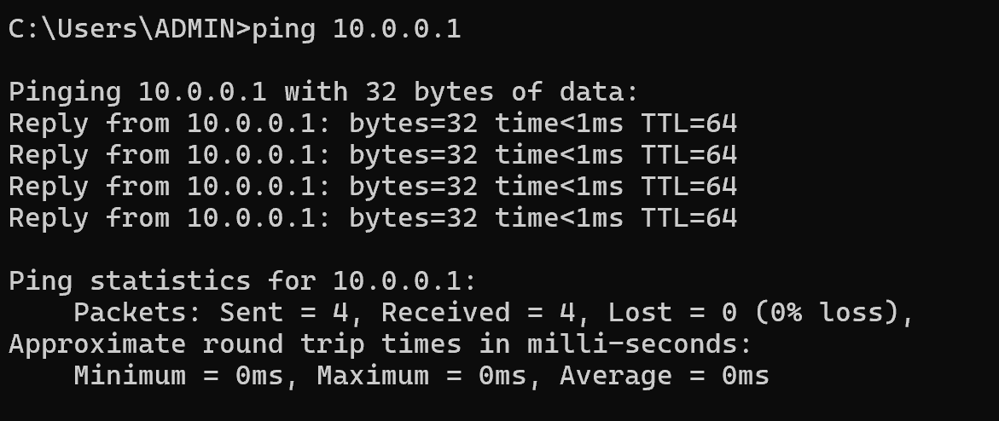 C:\Users\ADMIN>ping 10.0.0.1
Pinging 10.0.0.1 with 32 bytes of data:
Reply from 10.0.0.1: bytes=32 time<1ms TTL=64
Reply from 10.0.0.1: bytes=32 time<1ms TTL=64
Reply from 10.0.0.1: bytes=32 time<1ms TTL=64
Reply from 10.0.0.1: bytes=32 time<1ms TTL=64
Ping statistics for 10.0.0.1:
    Packets: Sent = 4, Received = 4, Lost = 0 (0% loss),
Approximate round trip times in milli-seconds:
    Minimum = 0ms, Maximum = 0ms, Average = 0ms